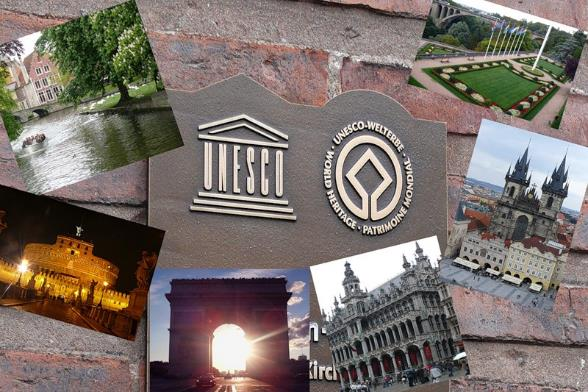 UNESCO
UNESCO-WELTERBE · WORLD HERITAGE · PATRIMOINE MONDIAL ·